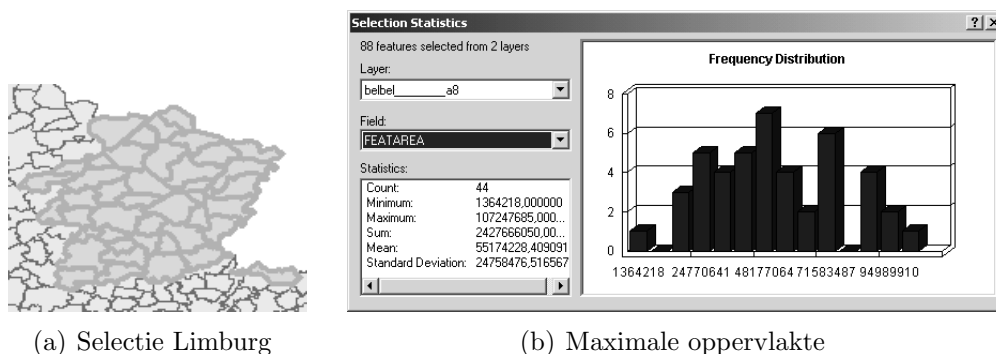 Selection Statistics
88 features selected from 2 layers
Layer:
belbel________a8
Field:
FEATAREA
Statistics:
Count: 44
Minimum: 1364218,000000
Maximum: 107247685,000...
Sum: 2427666050,00...
Mean: 55174228,409091
Standard Deviation: 24758476,516567
Frequency Distribution
8
6
4
2
0
1364218 24770641 48177064 71583487 94989910
(a) Selectie Limburg
(b) Maximale oppervlakte